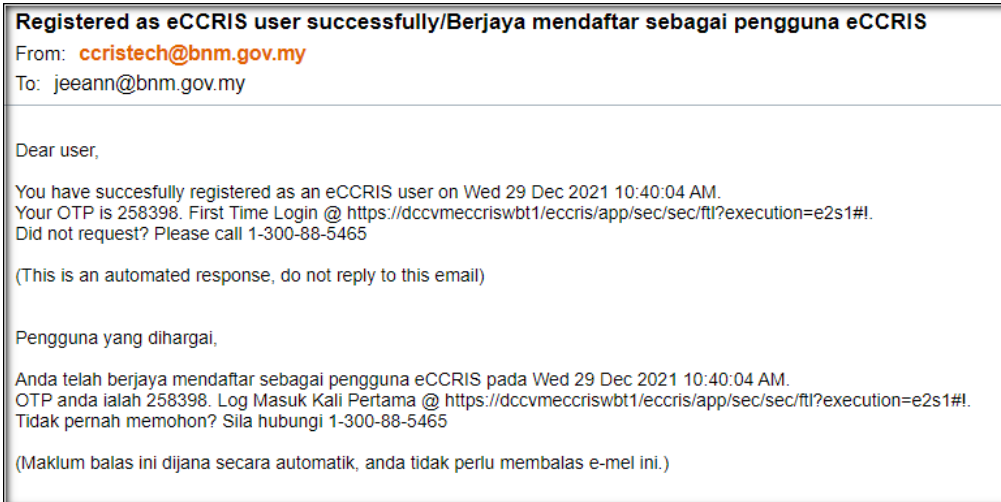 Registered as eCCRIS user successfully/Berjaya mendaftar sebagai pengguna eCCRIS
From: ccristech@bnm.gov.my
To: jeeann@bnm.gov.my
Dear user,
You have succesfully registered as an eCCRIS user on Wed 29 Dec 2021 10:40:04 AM.
Your OTP is 258398. First Time Login @ https://dccvmeccriswbt1/eccris/app/sec/sec/ftl?execution=e2s1#!.
Did not request? Please call 1-300-88-5465
(This is an automated response, do not reply to this email)
Pengguna yang dihargai,
Anda telah berjaya mendaftar sebagai pengguna eCCRIS pada Wed 29 Dec 2021 10:40:04 AM.
OTP anda ialah 258398. Log Masuk Kali Pertama @ https://dccvmeccriswbt1/eccris/app/sec/sec/ftl?execution=e2s1#!.
Tidak pernah memohon? Sila hubungi 1-300-88-5465
(Maklum balas ini dijana secara automatik, anda tidak perlu membalas e-mel ini.)